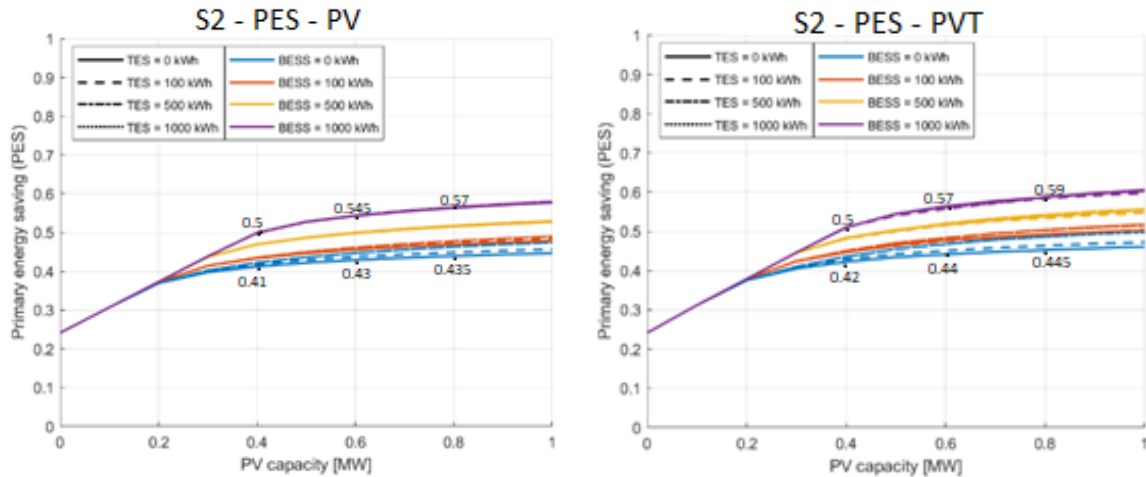 S2 - PES - PV
TES = 0 kWh
BESS = 0 kWh
TES = 100 kWh
BESS = 100 kWh
TES = 500 kWh
BESS = 500 kWh
TES = 1000 kWh
BESS = 1000 kWh
Primary energy saving (PES)
1
0.9
0.8
0.7
0.6
0.5
0.4
0.3
0.2
0.1
0
0.5
0.545
0.57
0.41
0.43
0.435
0
0.2
0.4
0.6
0.8
1
PV capacity [MW]
S2 - PES - PVT
TES = 0 kWh
BESS = 0 kWh
TES = 100 kWh
BESS = 100 kWh
TES = 500 kWh
BESS = 500 kWh
TES = 1000 kWh
BESS = 1000 kWh
Primary energy saving (PES)
1
0.9
0.8
0.7
0.6
0.5
0.4
0.3
0.2
0.1
0
0.5
0.57
0.59
0.42
0.44
0.445
0
0.2
0.4
0.6
0.8
1
PV capacity [MW]